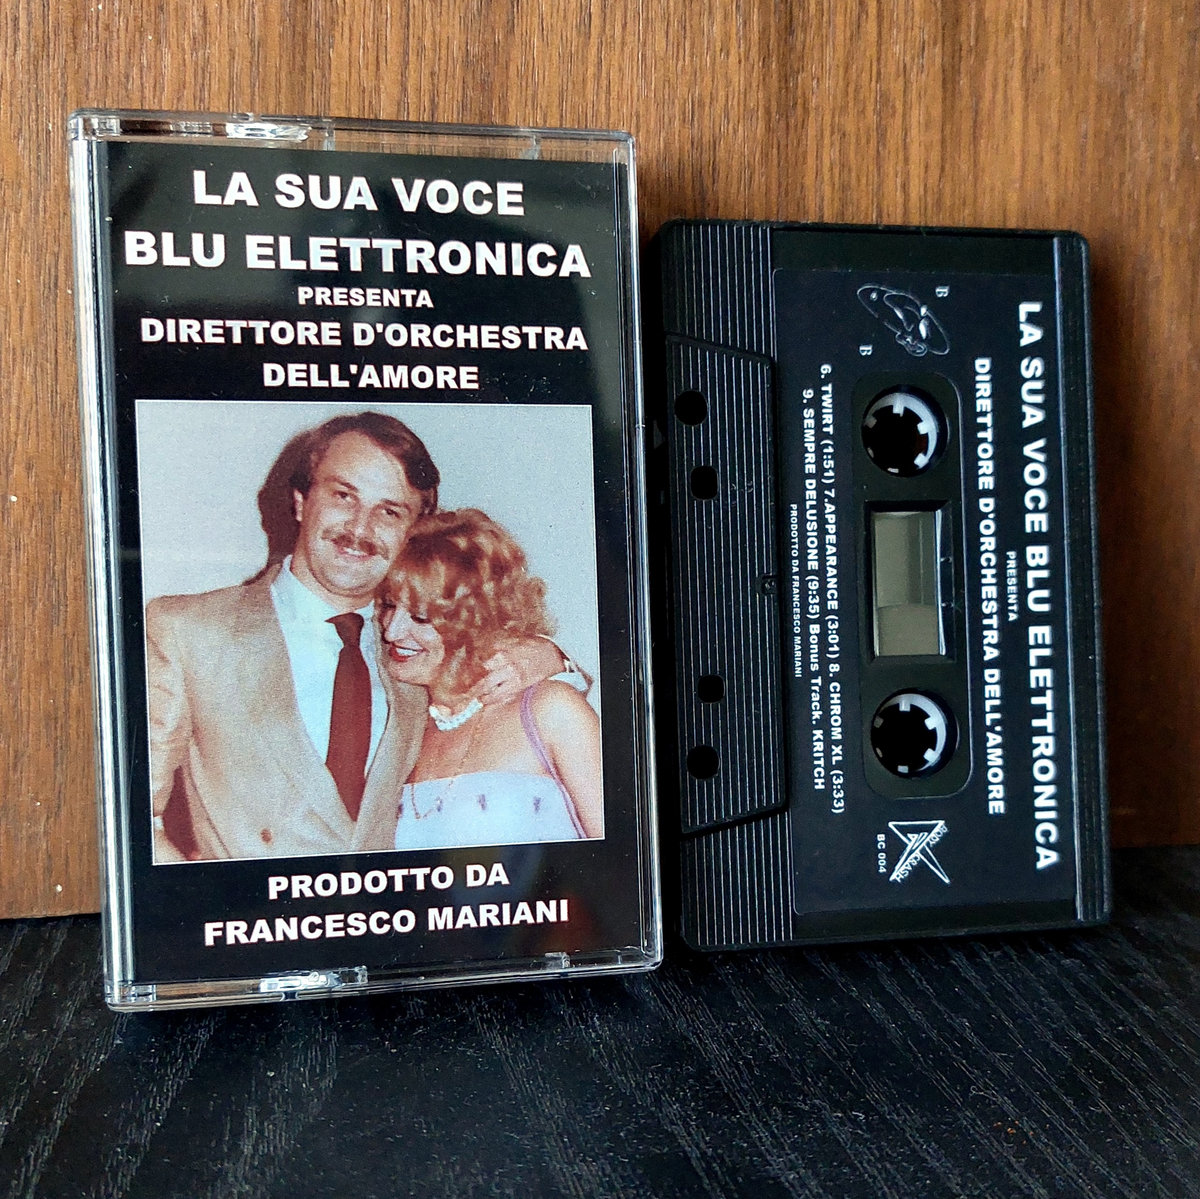 LA SUA VOCE
BLU ELETTRONICA
PRESENTA
DIRETTORE D'ORCHESTRA
DELL'AMORE
PRODOTTO DA
FRANCESCO MARIANI
LA SUA VOCE BLU ELETTRONICA
PRESENTA
DIRETTORE D'ORCHESTRA DELL'AMORE
B
B
6. TWIRT (1:51) 7.APPEARANCE (3:01) 8. CHROM XL (3:33)
9. SEMPRE DELUSIONE (9:35) Bonus Track. KRITCH
PRODOTTO DA FRANCESCO MARIANI
BC 004